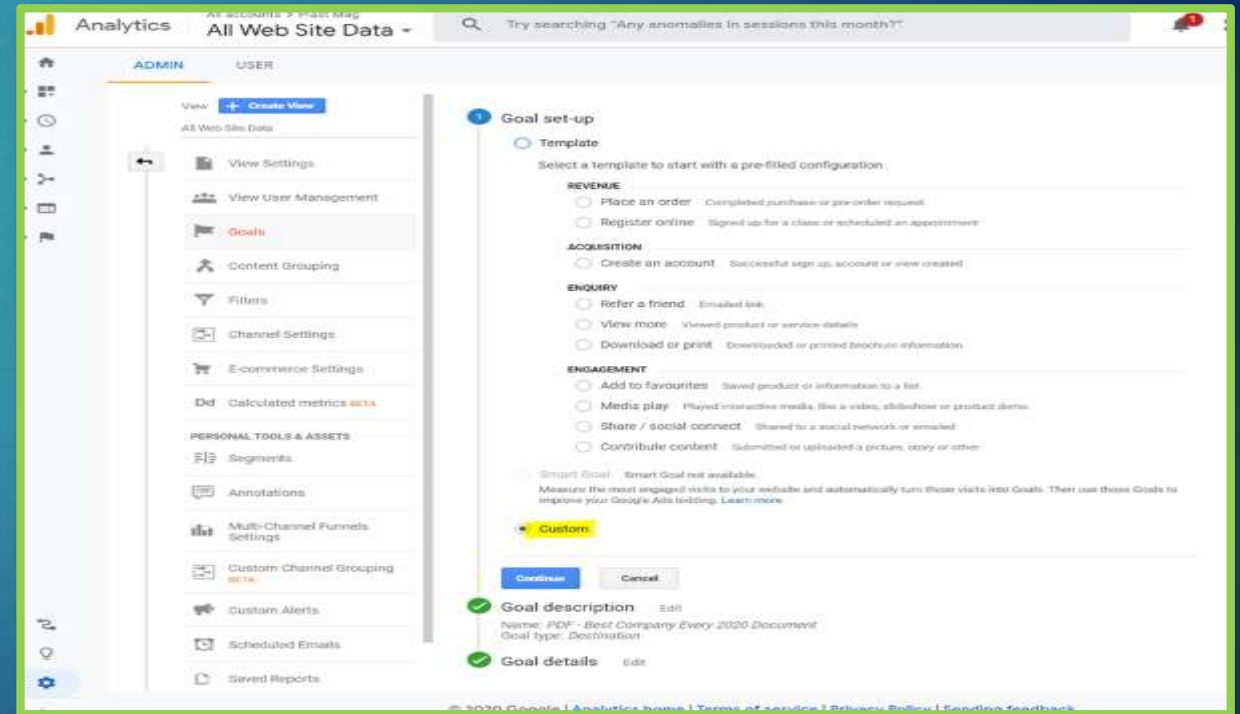 All accounts > Plast Mag
Analytics
All Web Site Data
Try searching "Any anomalies in sessions this month?"
1
ADMIN
USER
View
+ Create View
All Web Site Data
View Settings
View User Management
Goals
Content Grouping
Filters
Channel Settings
E-commerce Settings
Dd Calculated metrics BETA
PERSONAL TOOLS & ASSETS
Segments
Annotations
Multi-Channel Funnels
Settings
Custom Channel Grouping
BETA
Custom Alerts
Scheduled Emails
Saved Reports
1 Goal set-up
Template
Select a template to start with a pre-filled configuration
REVENUE
Place an order Completed purchase or pre-order request
Register online Signed up for a class or scheduled an appointment
ACQUISITION
Create an account Successful sign up, account or view created
ENQUIRY
Refer a friend Emailed link
View more Viewed product or service details
Download or print Downloaded or printed brochure information
ENGAGEMENT
Add to favourites Saved product or information to a list
Media play Played interactive media, like a video, slideshow or product demo
Share / social connect Shared to a social network or emailed
Contribute content Submitted or uploaded a picture, story or other
Smart Goal Smart Goal not available.
Measure the most engaged visits to your website and automatically turn those visits into Goals. Then use those Goals to
improve your Google Ads bidding. Learn more
Custom
Continue
Cancel
Goal description Edit
Name: PDF - Best Company Every 2020 Document
Goal type: Destination
Goal details Edit
© 2020 Google | Analytics home | Terms of service | Privacy Policy | Sending feedback